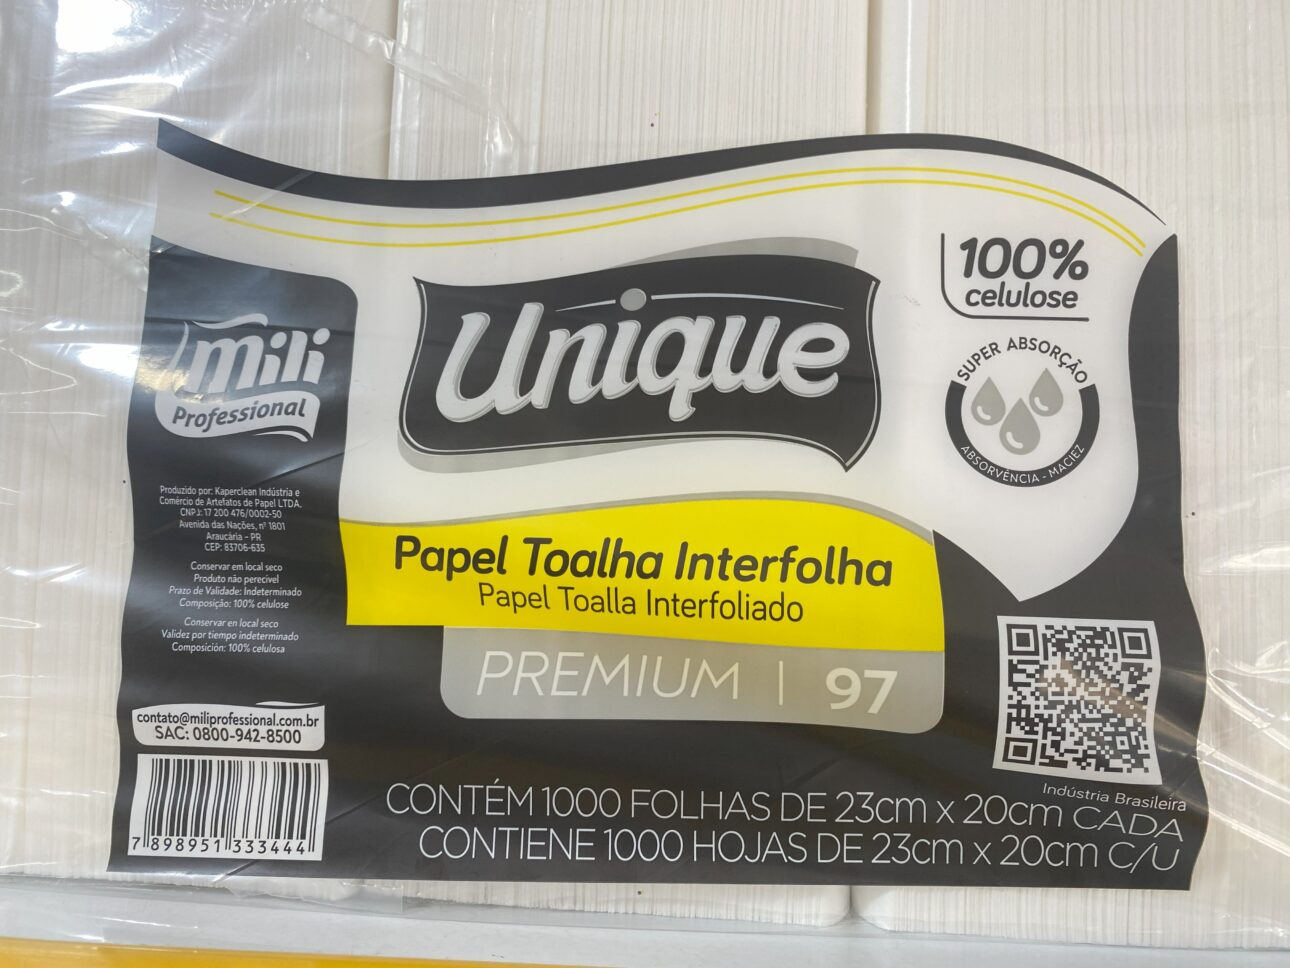 mili
Professional
Produzido por: Kaperclean Indústria e
Comércio de Artefatos de Papel LTDA.
CNPJ: 17 200 476/0002-50
Avenida das Nações, nº 1801
Araucária - PR
CEP: 83706-635
Conservar em local seco
Produto não perecível
Prazo de Validade: Indeterminado
Composição: 100% celulose
Conservar en local seco
Validez por tiempo indeterminado
Composición: 100% celulosa
contato@miliprofessional.com.br
SAC: 0800-942-8500
7 898951 333444
Unique
100%
celulose
SUPER ABSORÇÃO
ABSORVÊNCIA - MACIEZ
Papel Toalha Interfolha
Papel Toalla Interfoliado
PREMIUM | 97
Indústria Brasileira
CONTÉM 1000 FOLHAS DE 23cm x 20cm CADA
CONTIENE 1000 HOJAS DE 23cm x 20cm C/U